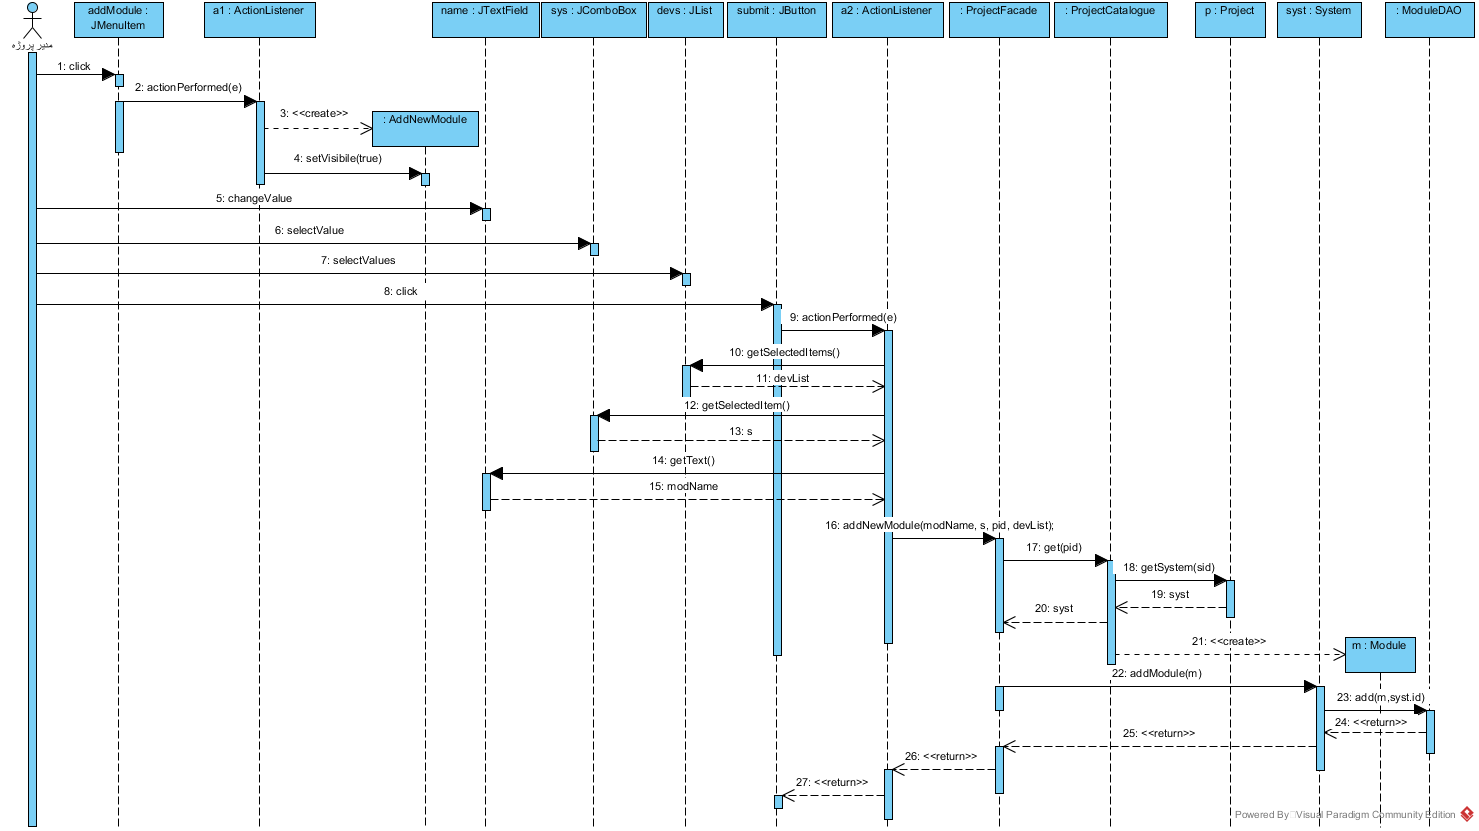 addModule :
JMenuItem
a1 : ActionListener
name : JTextField
sys : JComboBox
devs : JList
submit : JButton
a2 : ActionListener
: ProjectFacade
: ProjectCatalogue
p : Project
syst : System
: ModuleDAO
مدیر پروژه
1: click
2: actionPerformed(e)
3: <<create>>
: AddNewModule
4: setVisibile(true)
5: changeValue
6: selectValue
7: selectValues
8: click
9: actionPerformed(e)
10: getSelectedItems()
11: devList
12: getSelectedItem()
13: s
14: getText()
15: modName
16: addNewModule(modName, s, pid, devList);
17: get(pid)
18: getSystem(sid)
19: syst
20: syst
21: <<create>>
m : Module
22: addModule(m)
23: add(m,syst.id)
24: <<return>>
25: <<return>>
26: <<return>>
27: <<return>>
Powered By Visual Paradigm Community Edition